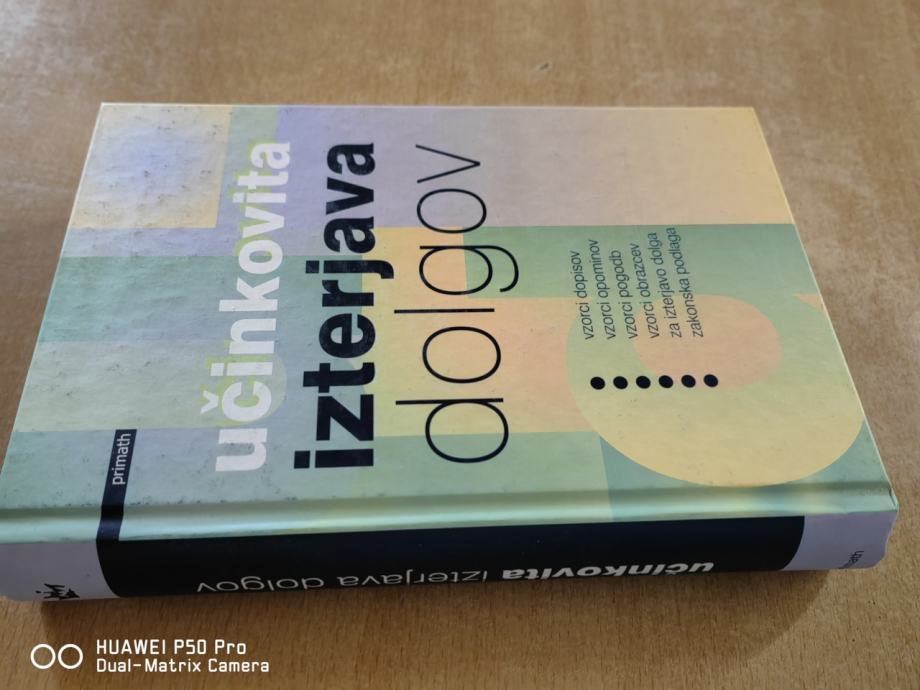 primath
učinkovita
izterjava
dolgov
vzorci dopisov
vzorci opominov
vzorci pogodb
vzorci obrazcev
za izterjavo dolga
zakonska podlaga
učinkovita izterjava dolgov
HUAWEI P50 Pro
Dual-Matrix Camera